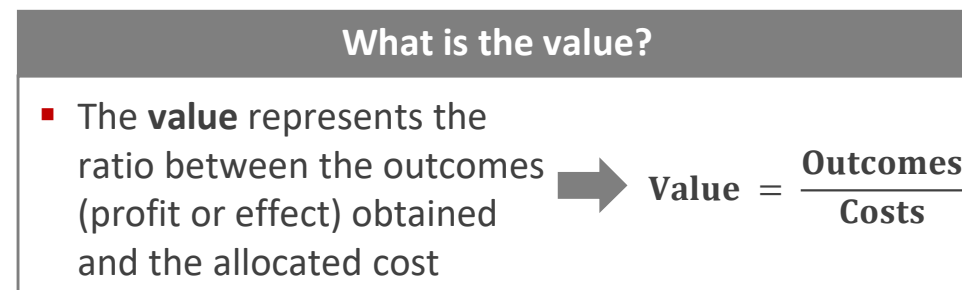 What is the value?
▪ The value represents the
ratio between the outcomes
(profit or effect) obtained
and the allocated cost
Value = Outcomes / Costs